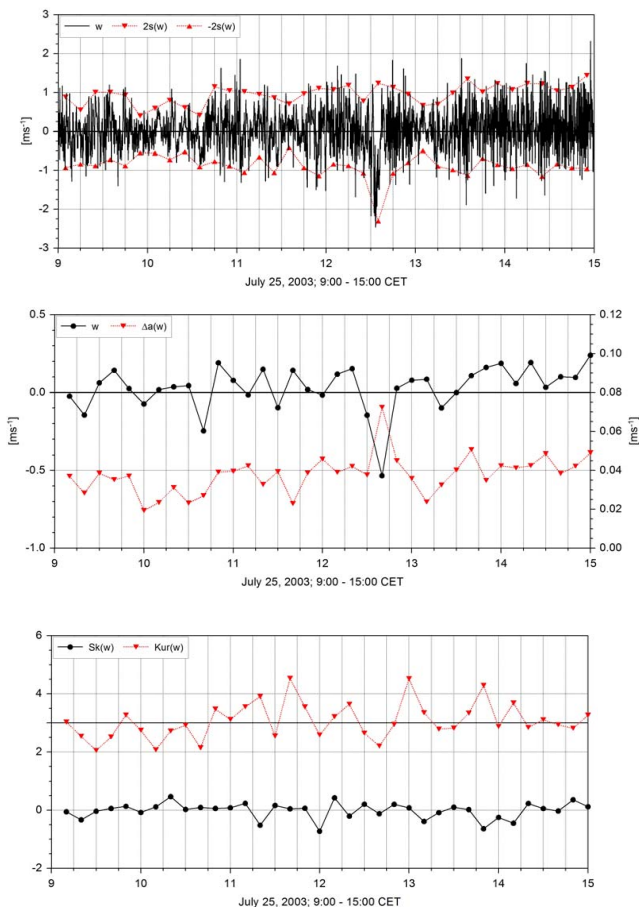 w 2s(w) -2s(w)
3
2
1
0
-1
-2
-3
[ms-1]
9 10 11 12 13 14 15
July 25, 2003; 9:00 - 15:00 CET
w Δa(w)
0.5 0.12
0.10
0.0 0.08
0.06
-0.5 0.04
0.02
-1.0 0.00
[ms-1] [ms-1]
9 10 11 12 13 14 15
July 25, 2003; 9:00 - 15:00 CET
Sk(w) Kur(w)
6
4
2
0
-2
9 10 11 12 13 14 15
July 25, 2003; 9:00 - 15:00 CET